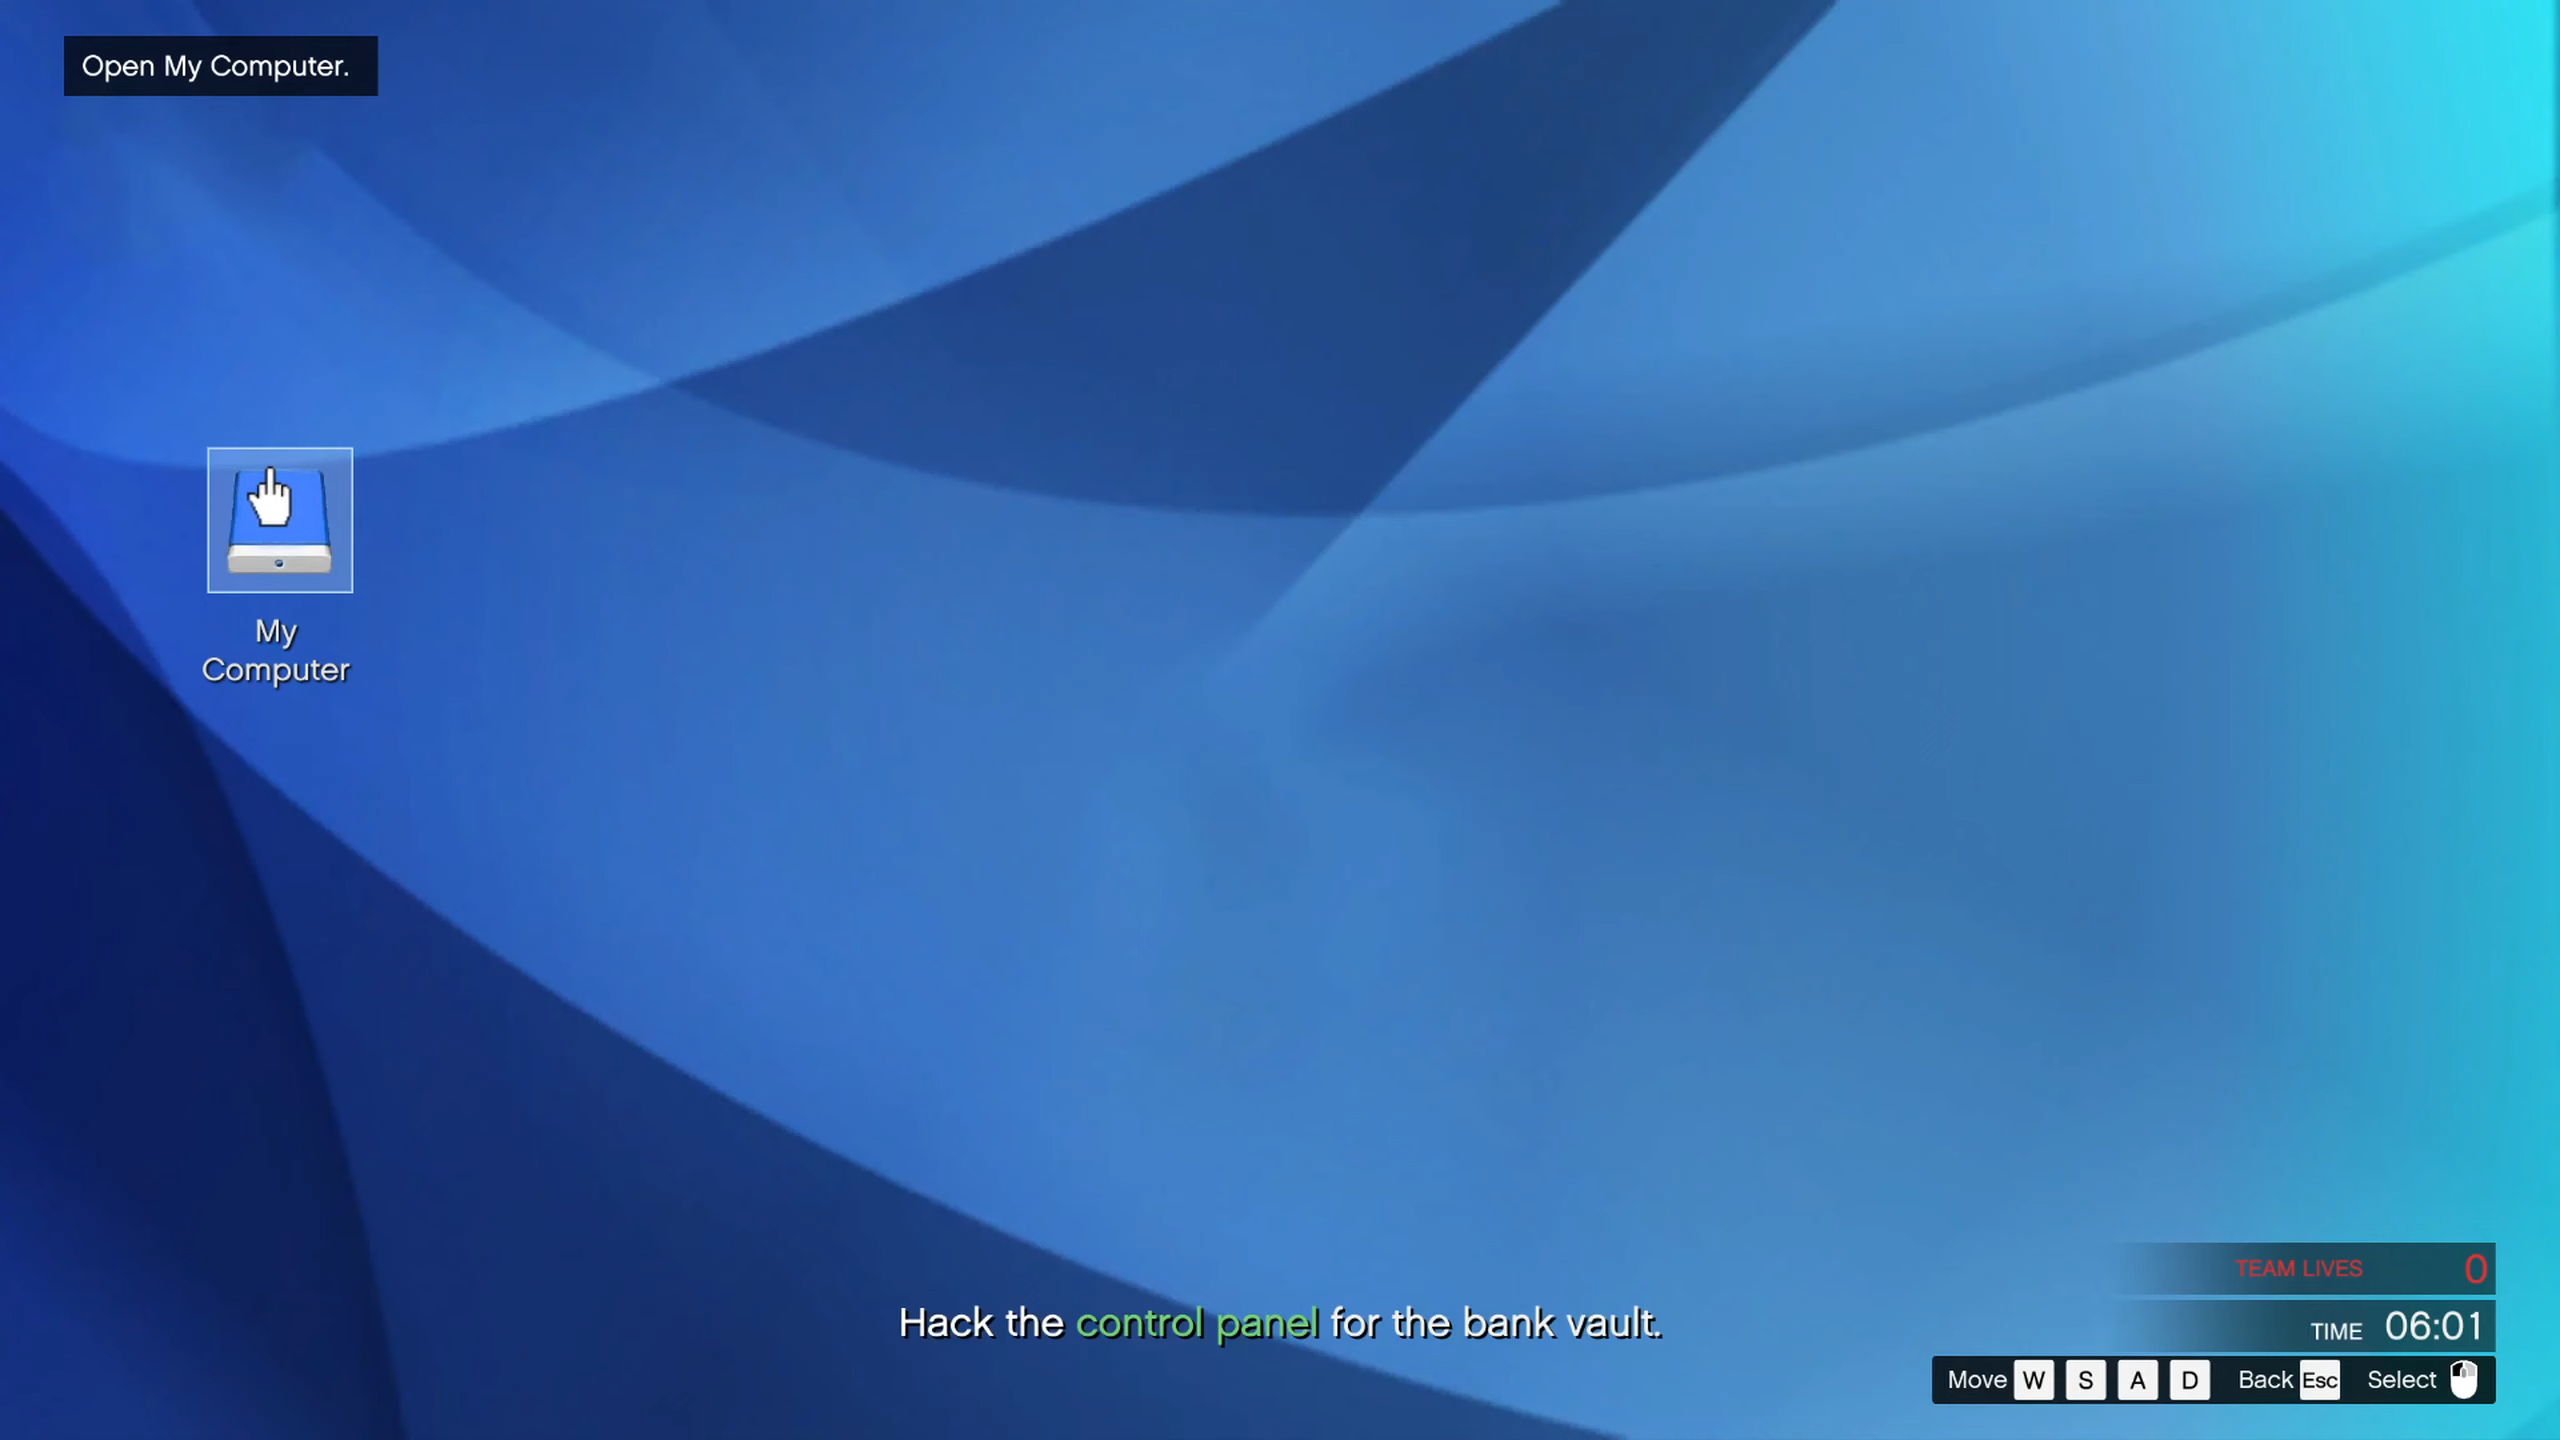 Open My Computer.
My
Computer
Hack the control panel for the bank vault.
TEAM LIVES 0
TIME 06:01
Move W S A D Back Esc Select